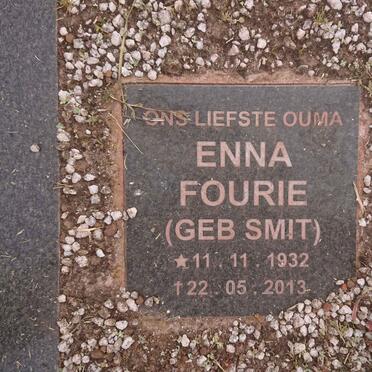 ONS LIEFSTE OUMA
ENNA
FOURIE
(GEB SMIT)
★11 . 11 . 1932
†22 . 05 . 2013